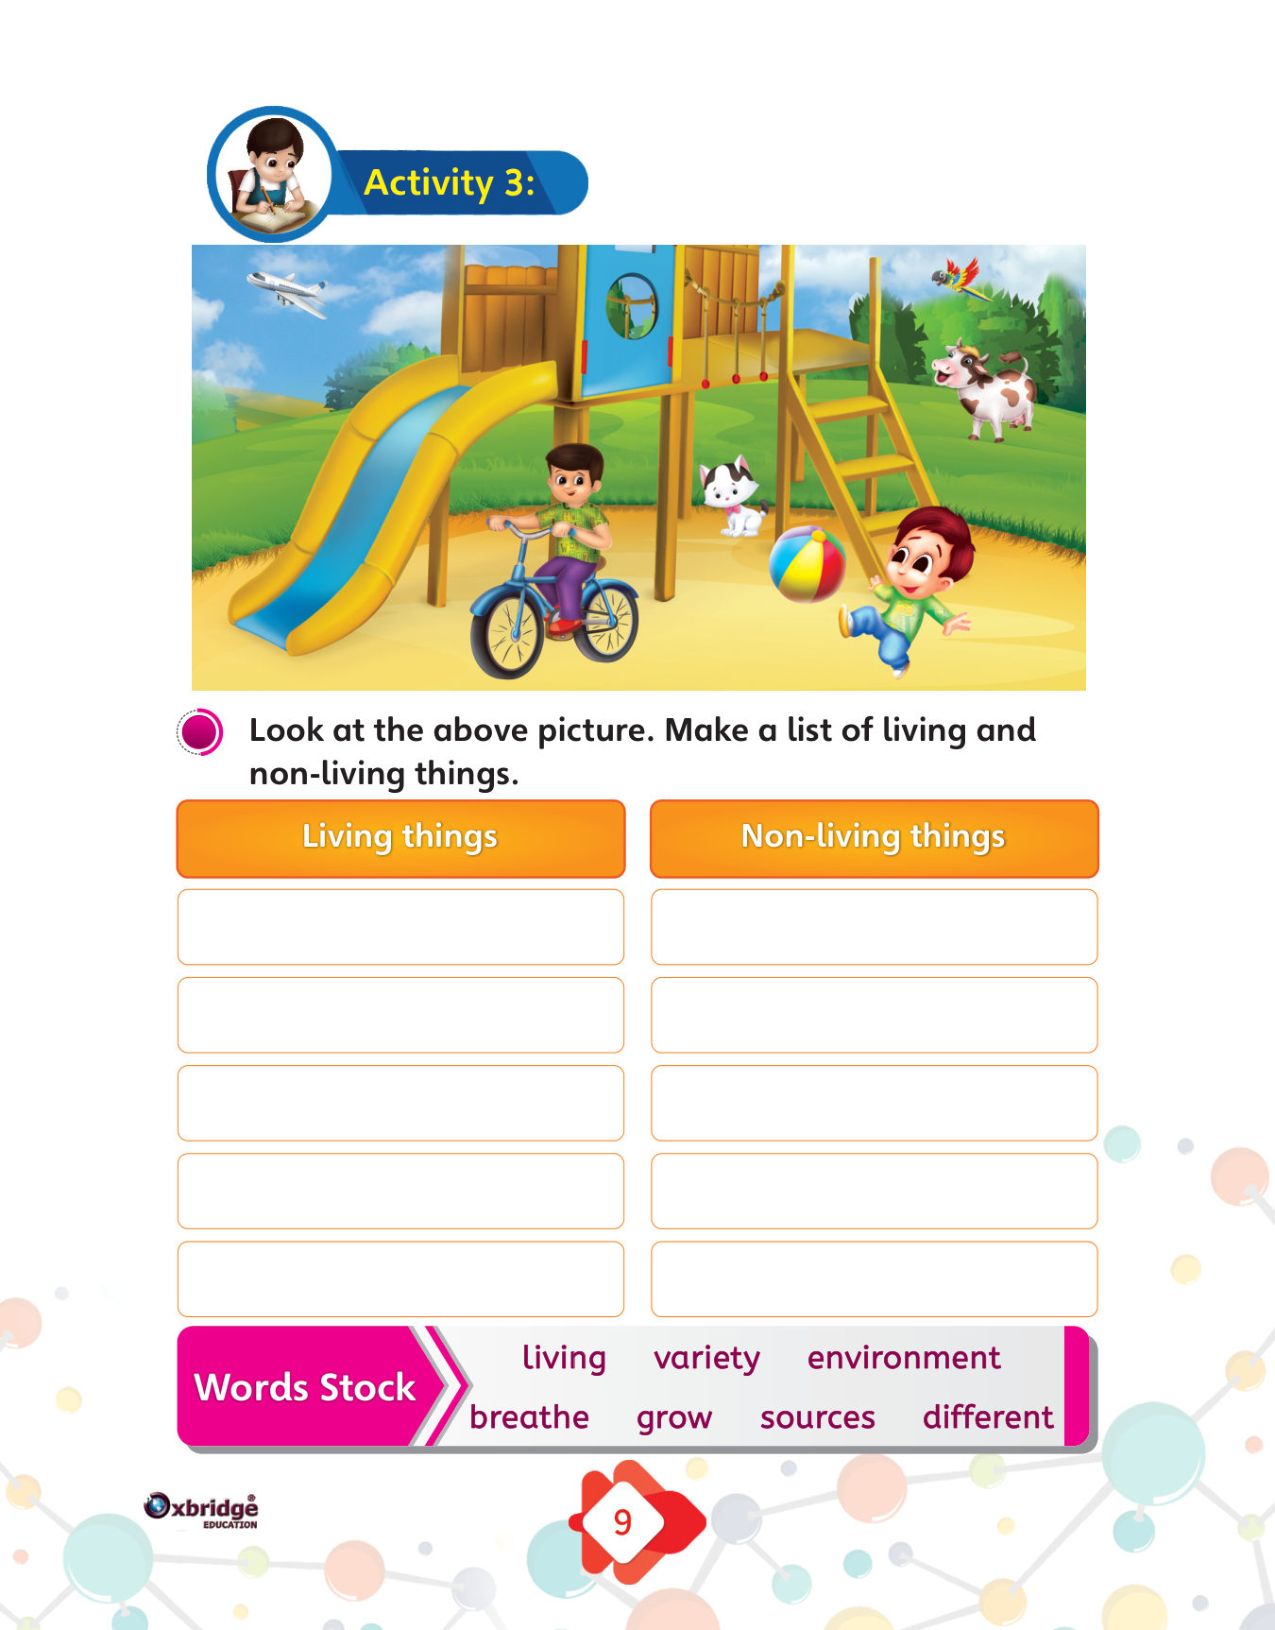 Activity 3:
Look at the above picture. Make a list of living and
non-living things.
Living things
Non-living things
Words Stock
living variety environment
breathe grow sources different
Oxbridge®
EDUCATION
9